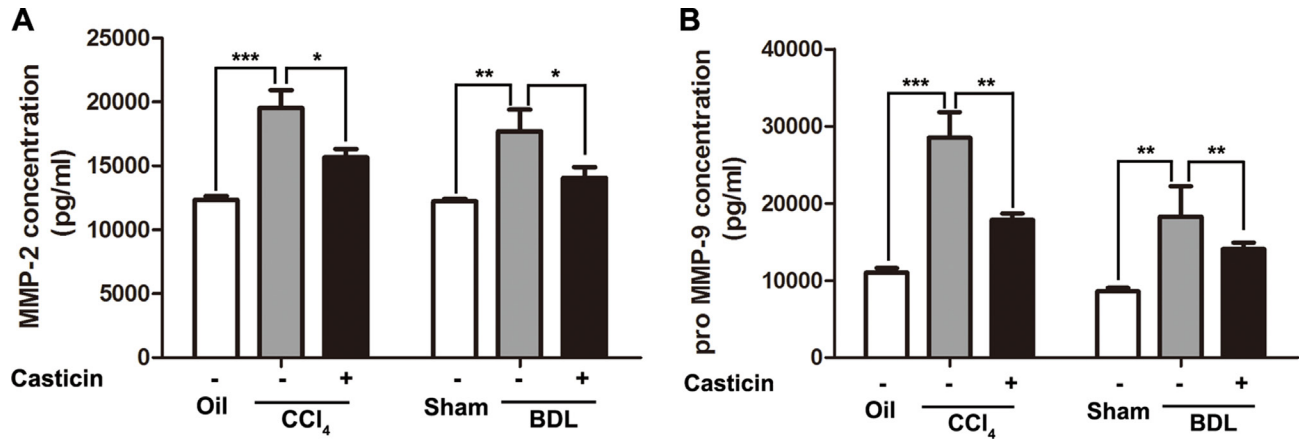 A
MMP-2 concentration
(pg/ml)
25000
20000
15000
10000
5000
0
*** * ** *
Casticin - - + - - +
Oil CCl₄ Sham BDL
B
pro MMP-9 concentration
(pg/ml)
40000
30000
20000
10000
0
*** ** ** **
Casticin - - + - - +
Oil CCl₄ Sham BDL